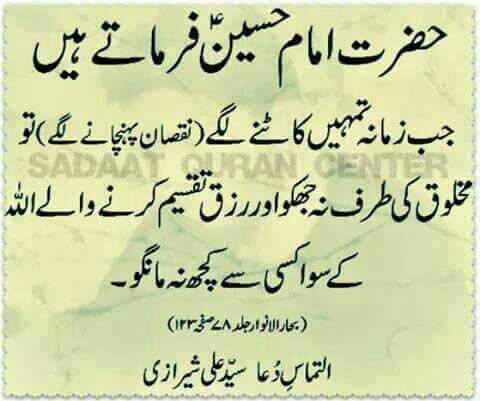 حضرت امام حسینؑ فرماتے ہیں
جب زمانہ تمہیں کاٹنے لگے (نقصان پہنچانے لگے) تو
SADAAT QURAN CENTER
مخلوق کی طرف نہ جھکو اور رزق تقسیم کرنے والے اللہ
کے سوا کسی سے کچھ نہ مانگو۔
(بحار الانوار جلد ۷۸ صفحہ ۱۲۳)
التماسِ دُعا سیّد علی شیرازی